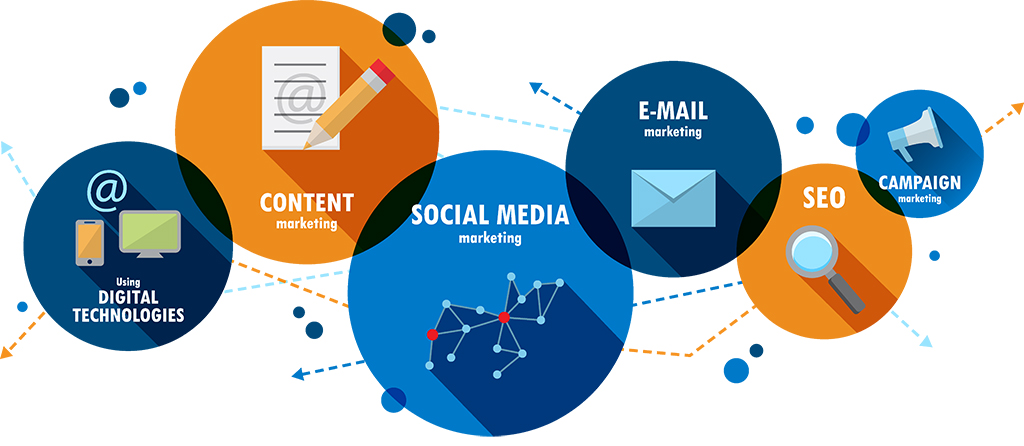 @
Using
DIGITAL
TECHNOLOGIES
@
CONTENT
marketing
SOCIAL MEDIA
marketing
E-MAIL
marketing
SEO
CAMPAIGN
marketing